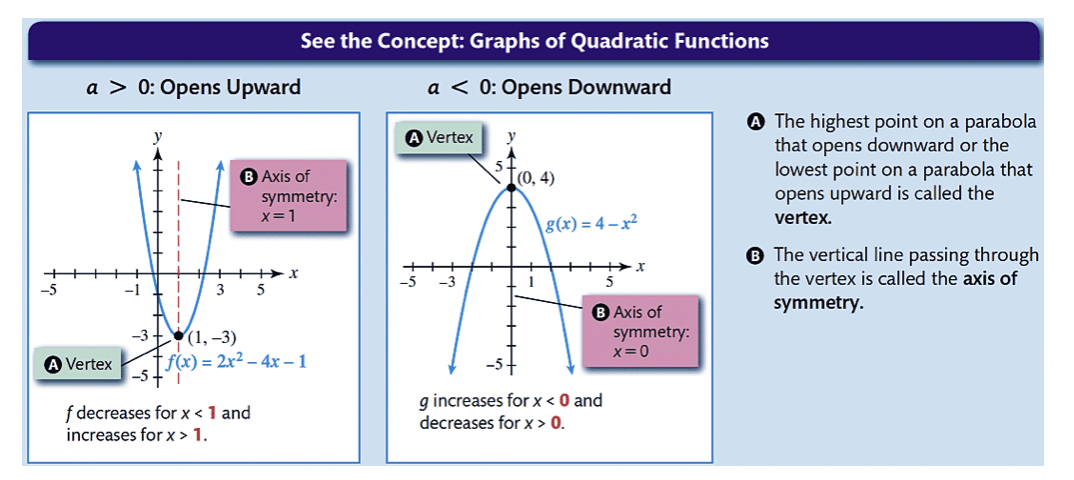 See the Concept: Graphs of Quadratic Functions
a > 0: Opens Upward
y
B Axis of
symmetry:
x = 1
x
–5
–1
3
5
–3
(1, –3)
A Vertex
f(x) = 2x² – 4x – 1
–5
f decreases for x < 1 and
increases for x > 1.
a < 0: Opens Downward
A Vertex
y
5
(0, 4)
g(x) = 4 – x²
x
–5
–3
1
5
B Axis of
symmetry:
x = 0
–5
g increases for x < 0 and
decreases for x > 0.
A The highest point on a parabola
that opens downward or the
lowest point on a parabola that
opens upward is called the
vertex.
B The vertical line passing through
the vertex is called the axis of
symmetry.